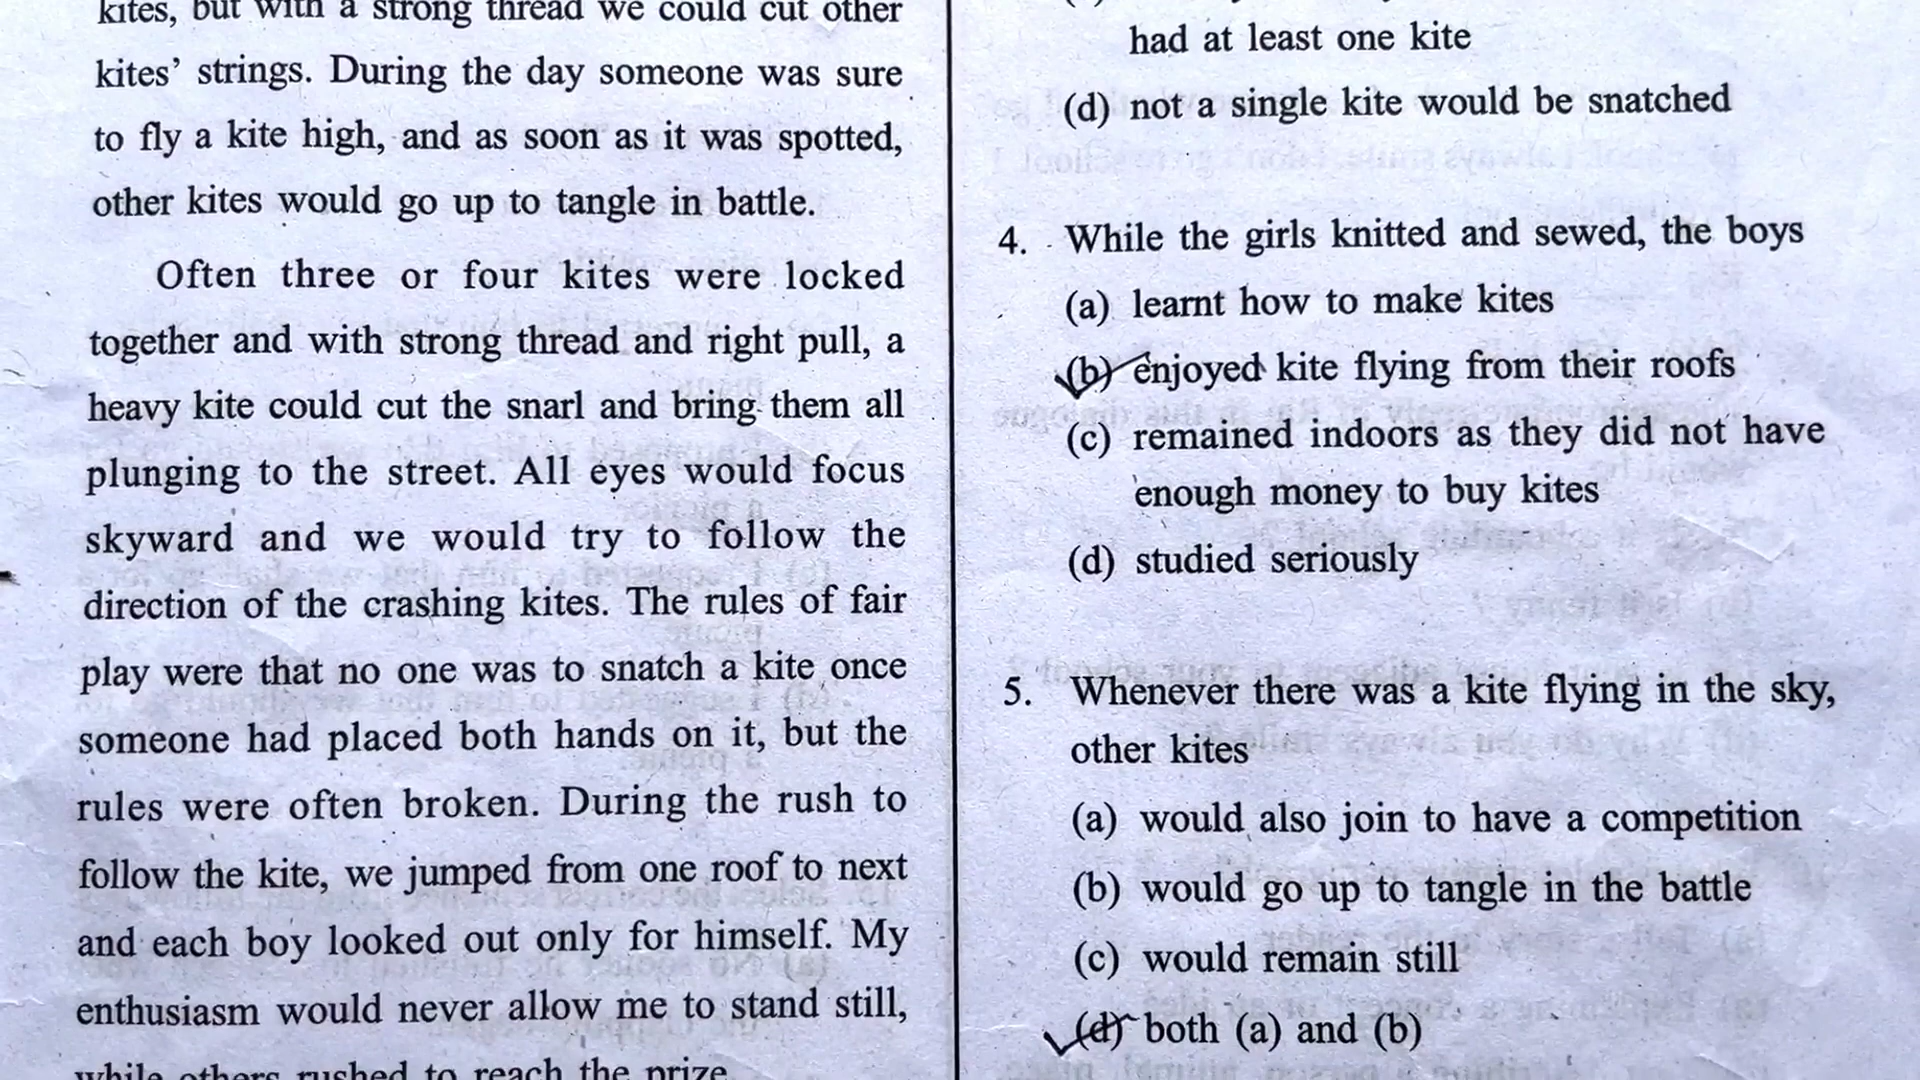 kites, but with a strong thread we could cut other
kites' strings. During the day someone was sure
to fly a kite high, and as soon as it was spotted,
other kites would go up to tangle in battle.
Often three or four kites were locked
together and with strong thread and right pull, a
heavy kite could cut the snarl and bring them all
plunging to the street. All eyes would focus
skyward and we would try to follow the
direction of the crashing kites. The rules of fair
play were that no one was to snatch a kite once
someone had placed both hands on it, but the
rules were often broken. During the rush to
follow the kite, we jumped from one roof to next
and each boy looked out only for himself. My
enthusiasm would never allow me to stand still,
while others rushed to reach the prize.
had at least one kite
(d) not a single kite would be snatched
4. While the girls knitted and sewed, the boys
(a) learnt how to make kites
(b) enjoyed kite flying from their roofs
(c) remained indoors as they did not have
enough money to buy kites
(d) studied seriously
5. Whenever there was a kite flying in the sky,
other kites
(a) would also join to have a competition
(b) would go up to tangle in the battle
(c) would remain still
(d) both (a) and (b)